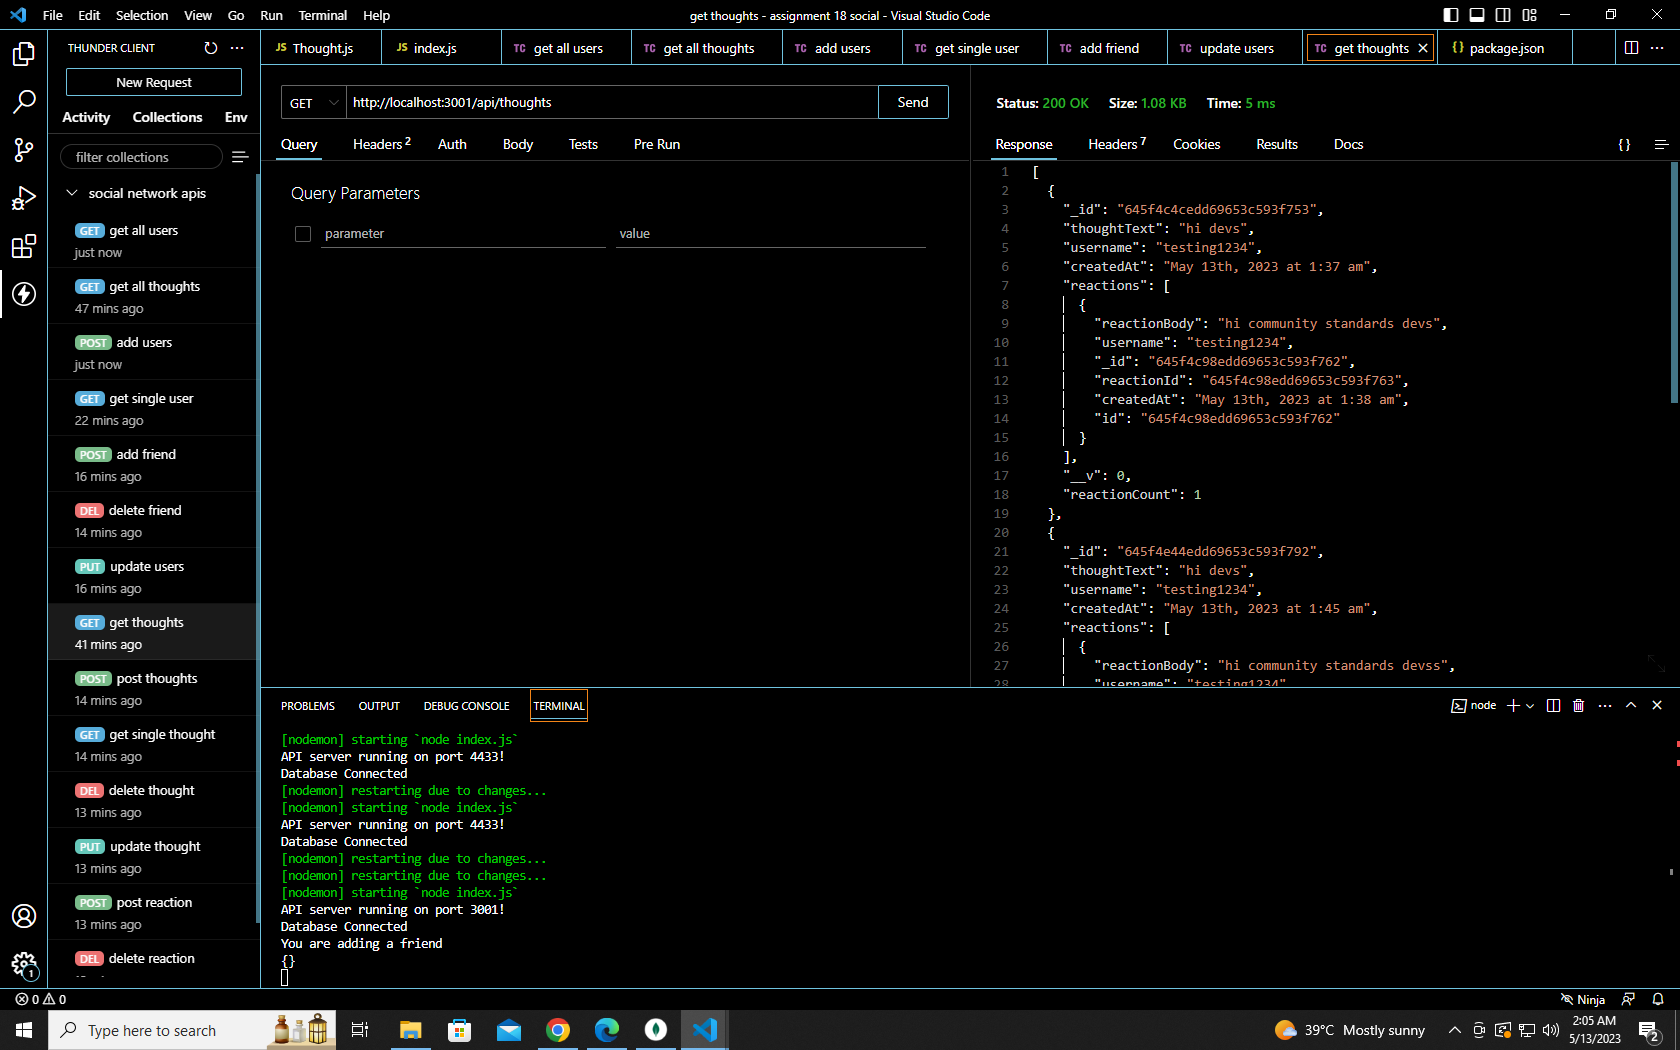 File Edit Selection View Go Run Terminal Help
get thoughts - assignment 18 social - Visual Studio Code
THUNDER CLIENT
New Request
Activity Collections Env
filter collections
social network apis
GET get all users
just now
GET get all thoughts
47 mins ago
POST add users
just now
GET get single user
22 mins ago
POST add friend
16 mins ago
DEL delete friend
14 mins ago
PUT update users
16 mins ago
GET get thoughts
41 mins ago
POST post thoughts
14 mins ago
GET get single thought
14 mins ago
DEL delete thought
13 mins ago
PUT update thought
13 mins ago
POST post reaction
13 mins ago
DEL delete reaction
JS Thought.js JS index.js TC get all users TC get all thoughts TC add users TC get single user TC add friend TC update users TC get thoughts {} package.json
GET http://localhost:3001/api/thoughts Send
Query Headers 2 Auth Body Tests Pre Run
Query Parameters
parameter value
Status: 200 OK Size: 1.08 KB Time: 5 ms
Response Headers 7 Cookies Results Docs {}
1 [
2 {
3 "_id": "645f4c4cedd69653c593f753",
4 "thoughtText": "hi devs",
5 "username": "testing1234",
6 "createdAt": "May 13th, 2023 at 1:37 am",
7 "reactions": [
8 {
9 "reactionBody": "hi community standards devs",
10 "username": "testing1234",
11 "_id": "645f4c98edd69653c593f762",
12 "reactionId": "645f4c98edd69653c593f763",
13 "createdAt": "May 13th, 2023 at 1:38 am",
14 "id": "645f4c98edd69653c593f762"
15 }
16 ],
17 "__v": 0,
18 "reactionCount": 1
19 },
20 {
21 "_id": "645f4e44edd69653c593f792",
22 "thoughtText": "hi devs",
23 "username": "testing1234",
24 "createdAt": "May 13th, 2023 at 1:45 am",
25 "reactions": [
26 {
27 "reactionBody": "hi community standards devss",
28 "username": "testing1234"
PROBLEMS OUTPUT DEBUG CONSOLE TERMINAL
node
[nodemon] starting `node index.js`
API server running on port 4433!
Database Connected
[nodemon] restarting due to changes...
[nodemon] starting `node index.js`
API server running on port 4433!
Database Connected
[nodemon] restarting due to changes...
[nodemon] restarting due to changes...
[nodemon] starting `node index.js`
API server running on port 3001!
Database Connected
You are adding a friend
{}
1
0 0
Ninja
Type here to search
39°C Mostly sunny
2:05 AM
5/13/2023
2